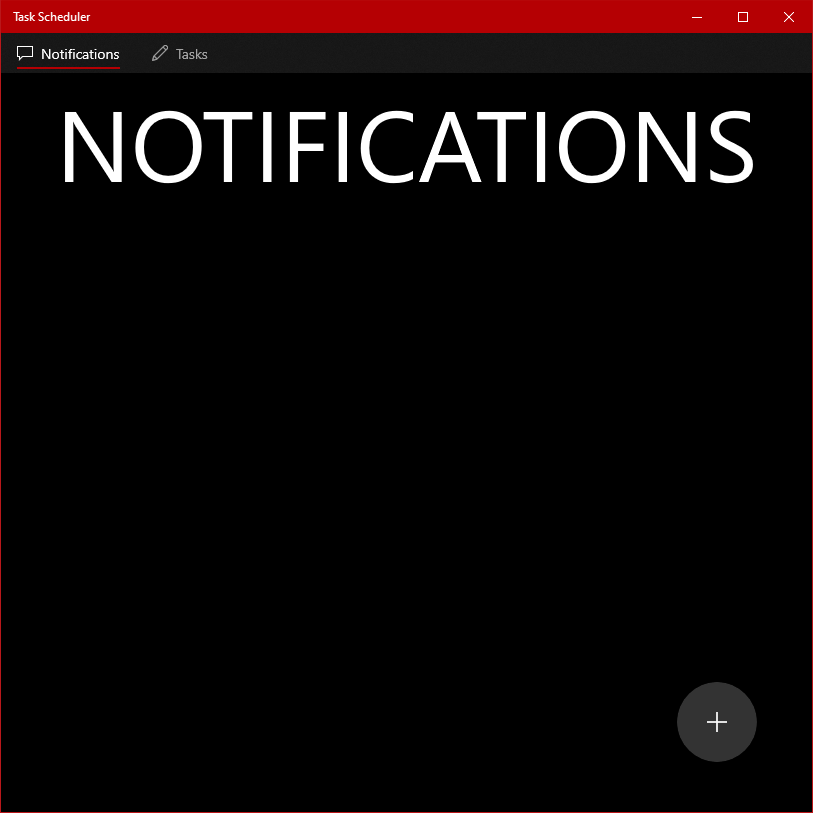 Task Scheduler
Notifications Tasks
NOTIFICATIONS